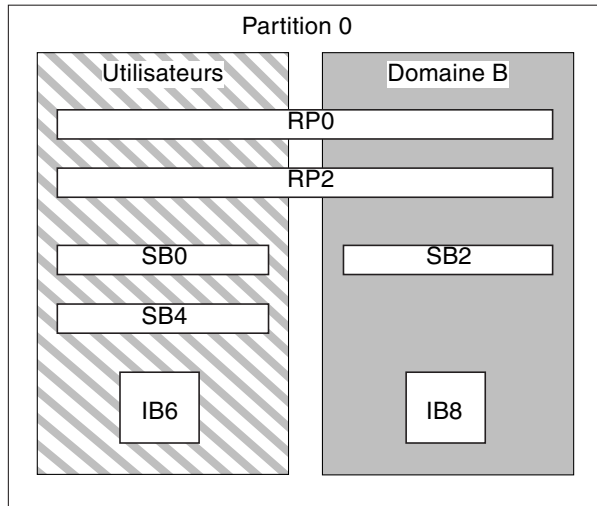 Partition 0
Utilisateurs
Domaine B
RP0
RP2
SB0
SB2
SB4
IB6
IB8